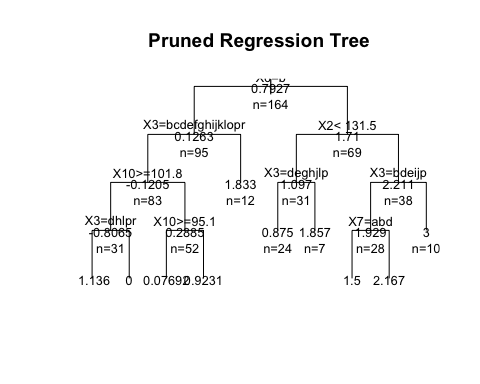 Pruned Regression Tree
0.7927
n=164
X3=bcdefghijklopr
0.1263
n=95
X2< 131.5
1.71
n=69
X10>=101.8
-0.1205
n=83
1.833
n=12
X3=deghjlp
1.097
n=31
X3=bdeijp
2.211
n=38
X3=dhlpr
-0.8065
n=31
X10>=95.1
0.2885
n=52
0.875
n=24
1.857
n=7
X7=abd
1.929
n=28
3
n=10
1.136
0
0.07692
0.9231
1.5
2.167